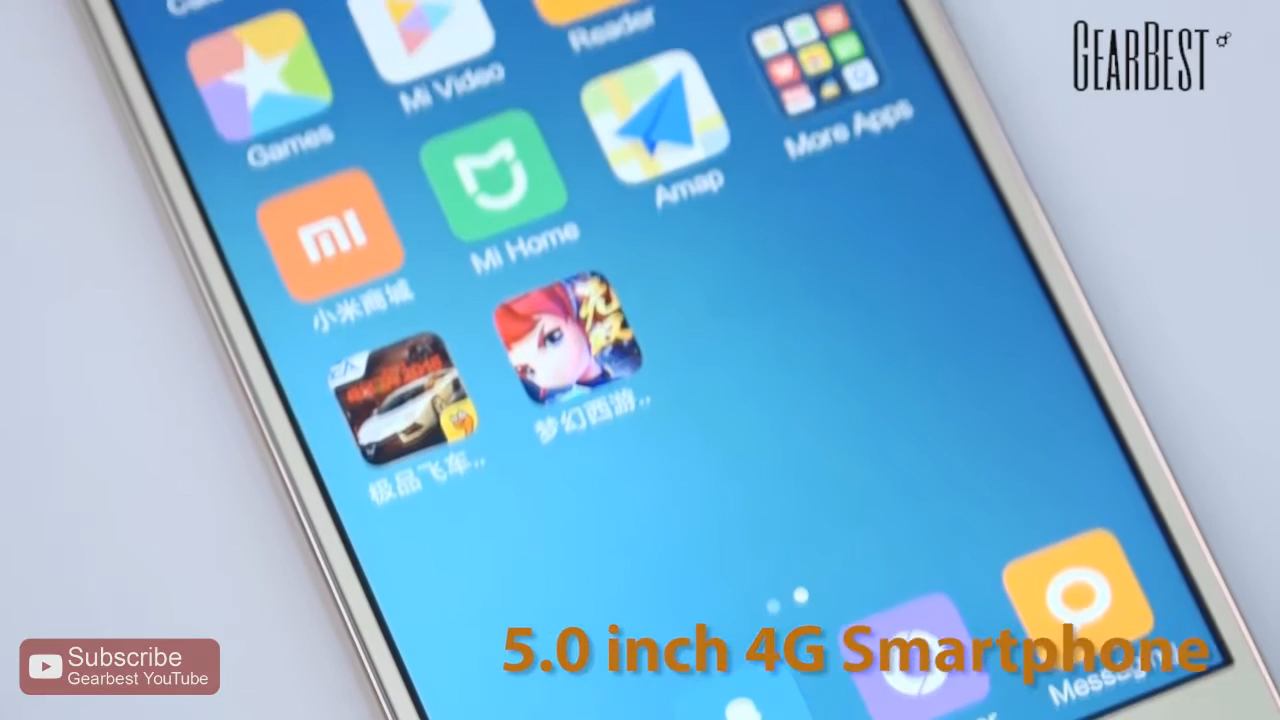 Games
Mi Video
Reader
GEARBEST
More Apps
Amap
Mi Home
mi
小米商城
梦幻西游..
极品飞车..
5.0 inch 4G Smartphone
Subscribe
Gearbest YouTube